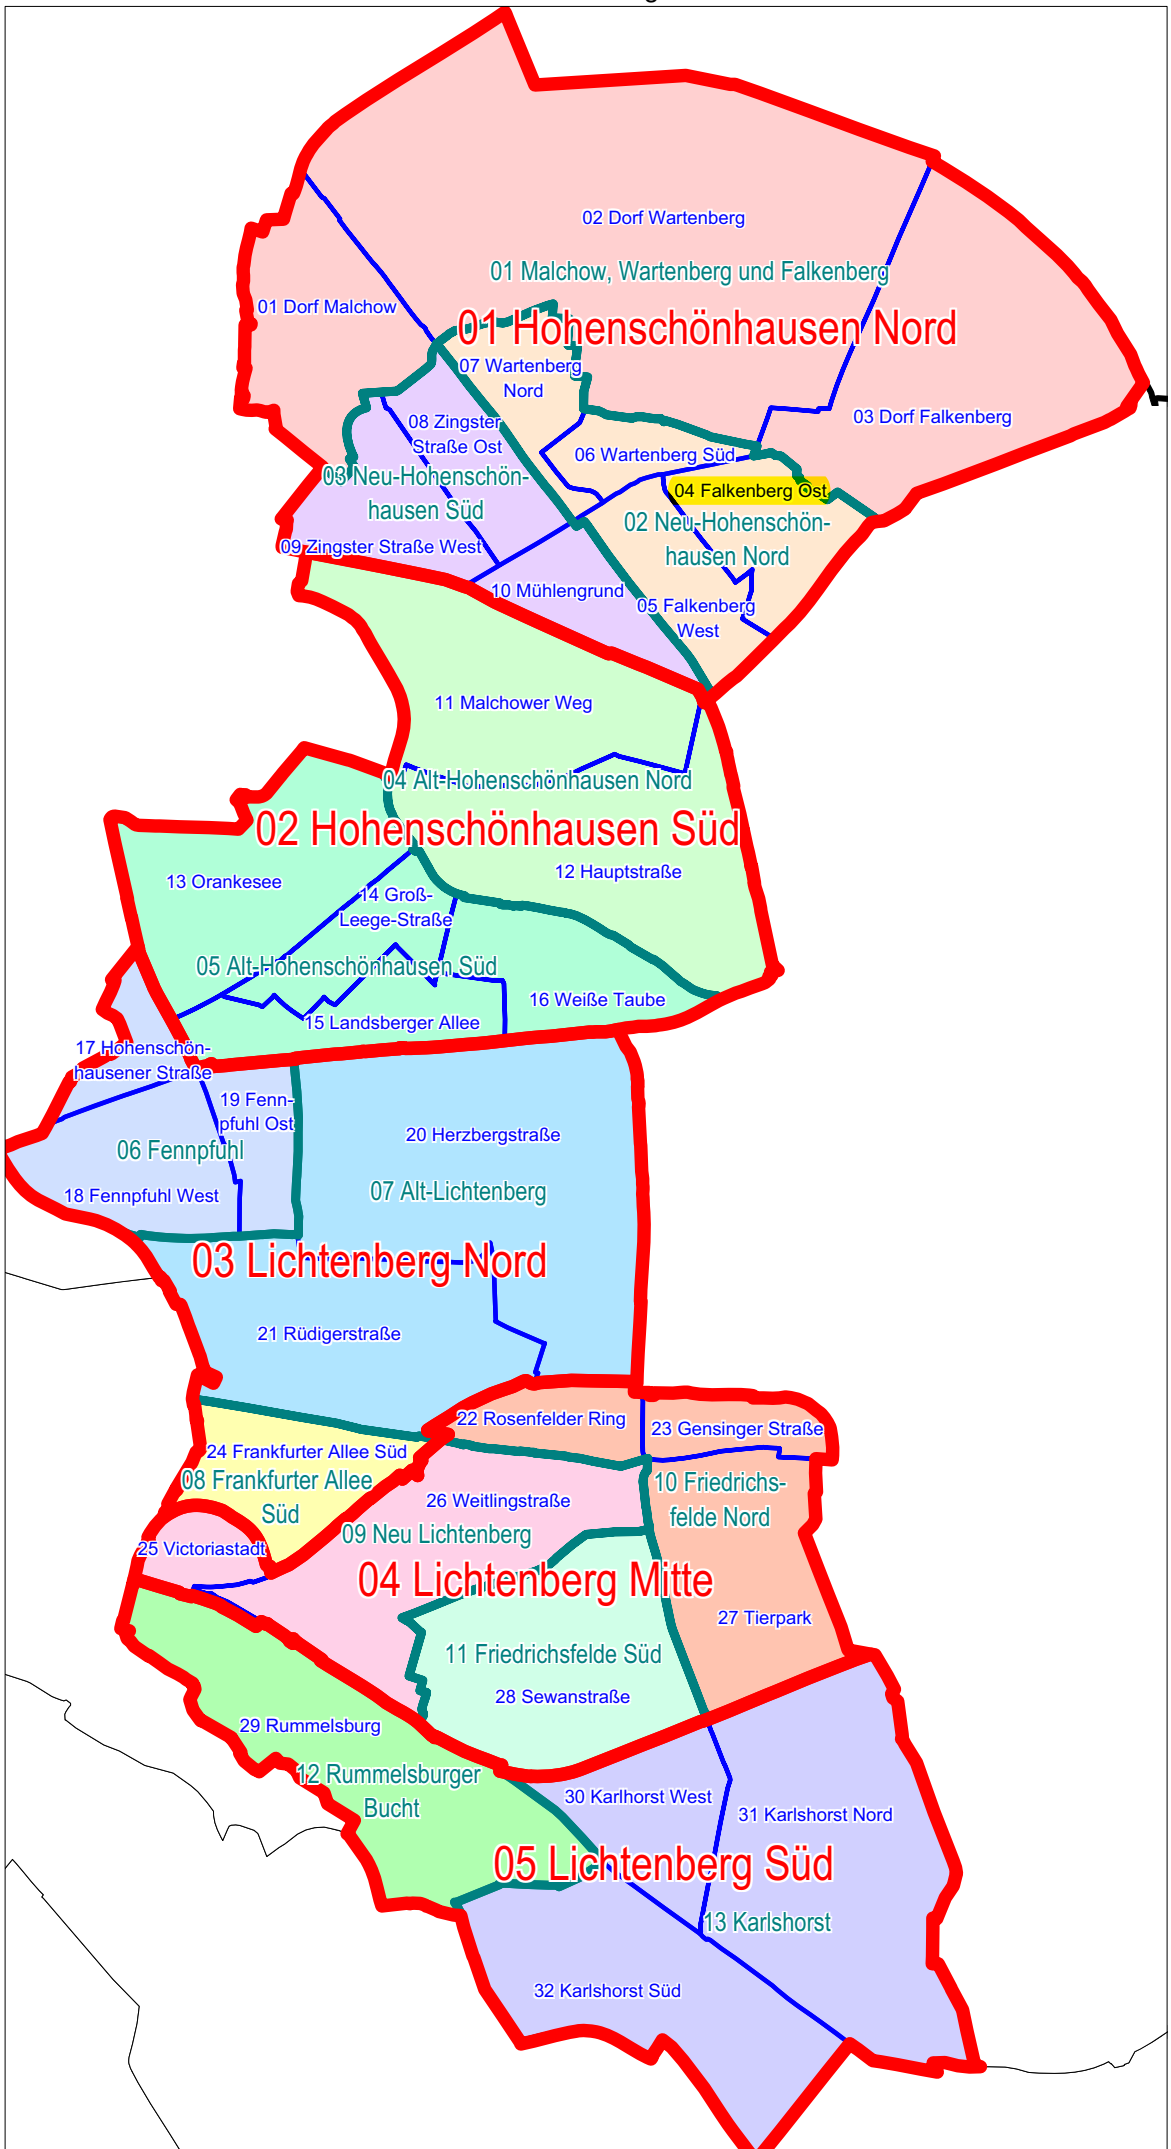 02 Dorf Wartenberg
01 Malchow, Wartenberg und Falkenberg
01 Dorf Malchow
01 Hohenschönhausen Nord
07 Wartenberg
Nord
03 Dorf Falkenberg
08 Zingster
Straße Ost
06 Wartenberg Süd
03 Neu-Hohenschön-
hausen Süd
04 Falkenberg Ost
02 Neu-Hohenschön-
hausen Nord
09 Zingster Straße West
10 Mühlengrund
05 Falkenberg
West
11 Malchower Weg
04 Alt-Hohenschönhausen Nord
02 Hohenschönhausen Süd
12 Hauptstraße
13 Orankesee
14 Groß-
Leege-Straße
05 Alt-Hohenschönhausen Süd
16 Weiße Taube
15 Landsberger Allee
17 Hohenschön-
hausener Straße
19 Fenn-
pfuhl Ost
20 Herzbergstraße
06 Fennpfuhl
18 Fennpfuhl West
07 Alt-Lichtenberg
03 Lichtenberg Nord
21 Rüdigerstraße
22 Rosenfelder Ring
23 Gensinger Straße
24 Frankfurter Allee Süd
08 Frankfurter Allee
Süd
10 Friedrichs-
felde Nord
26 Weitlingstraße
09 Neu Lichtenberg
25 Victoriastadt
04 Lichtenberg Mitte
27 Tierpark
11 Friedrichsfelde Süd
28 Sewanstraße
29 Rummelsburg
12 Rummelsburger
Bucht
30 Karlhorst West
31 Karlshorst Nord
05 Lichtenberg Süd
13 Karlshorst
32 Karlshorst Süd